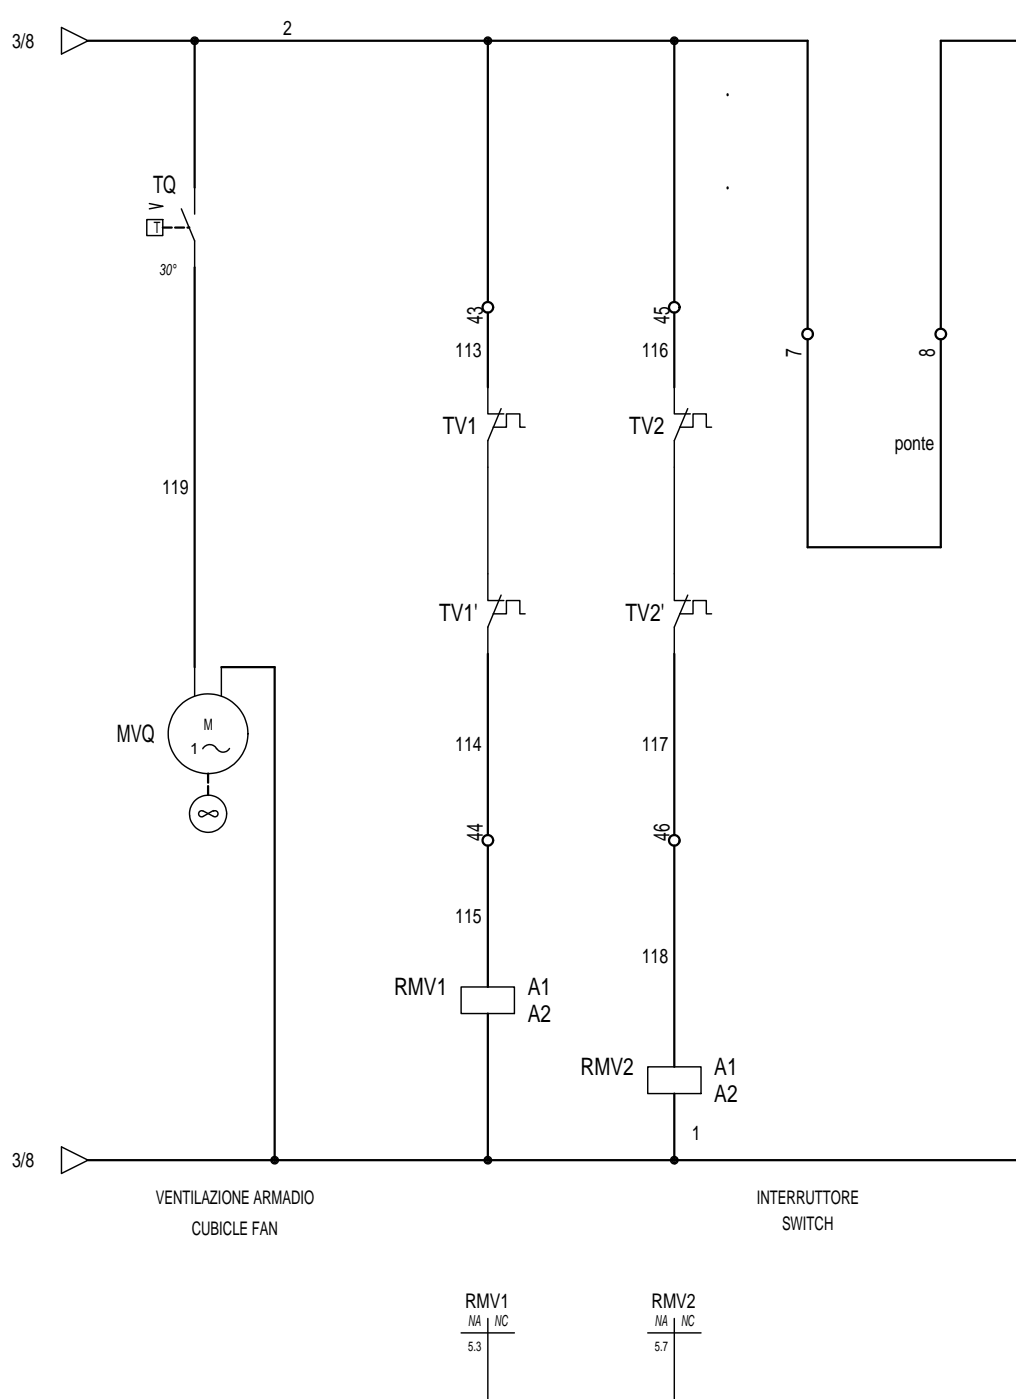 3/8
2
TQ
T
30°
43
45
113
116
7
8
TV1
TV2
ponte
119
TV1'
TV2'
M
MVQ
1
114
117
44
46
115
118
RMV1
A1
A2
RMV2
A1
A2
1
3/8
VENTILAZIONE ARMADIO
CUBICLE FAN
INTERRUTTORE
SWITCH
RMV1
NA NC
5.3
RMV2
NA NC
5.7